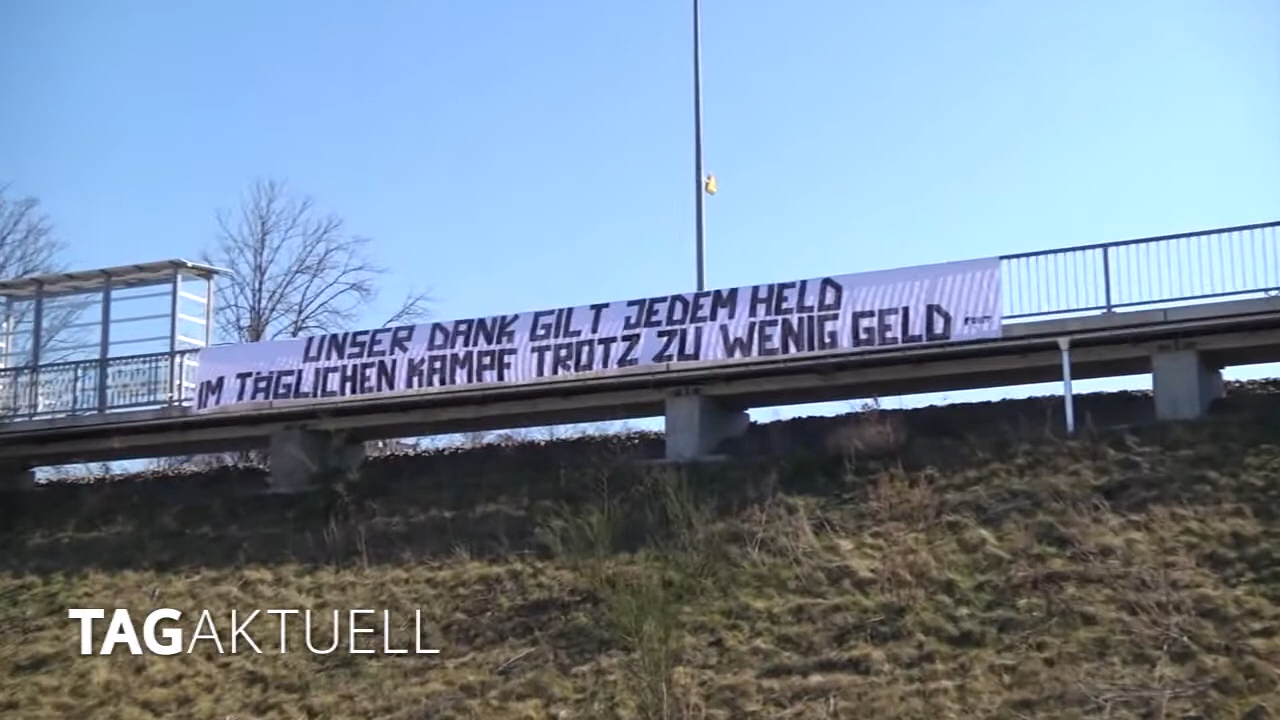 UNSER DANK GILT JEDEM HELD
IM TÄGLICHEN KAMPF TROTZ ZU WENIG GELD
TAGAKTUELL